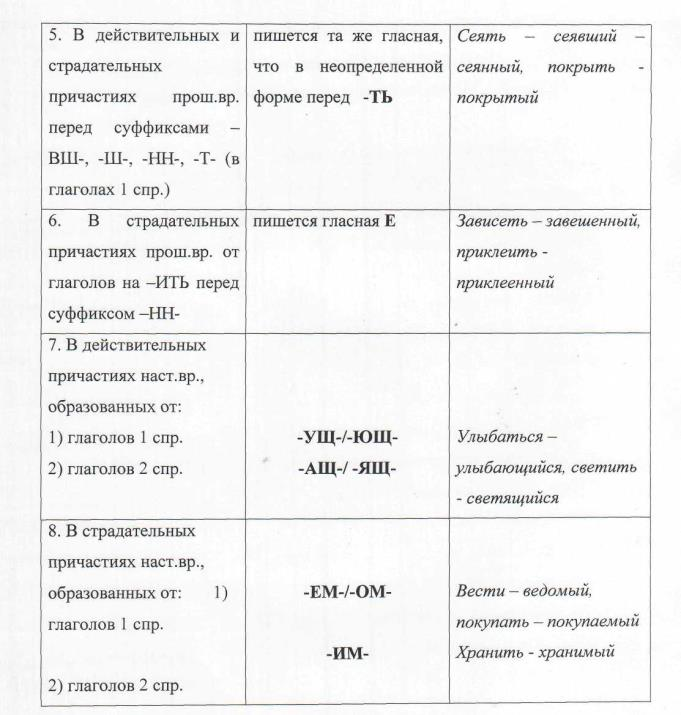 5. В действительных и
страдательных
причастиях прош.вр.
перед суффиксами –
ВШ-, -Ш-, -НН-, -Т- (в
глаголах 1 спр.)
пишется та же гласная,
что в неопределенной
форме перед -ТЬ
Сеять – сеявший –
сеянный, покрыть -
покрытый
6. В страдательных
причастиях прош.вр. от
глаголов на –ИТЬ перед
суффиксом –НН-
пишется гласная Е
Зависеть – завешенный,
приклеить -
приклеенный
7. В действительных
причастиях наст.вр.,
образованных от:
1) глаголов 1 спр.
2) глаголов 2 спр.
-УЩ-/-ЮЩ-
-АЩ-/ -ЯЩ-
Улыбаться –
улыбающийся, светить
- светящийся
8. В страдательных
причастиях наст.вр.,
образованных от: 1)
глаголов 1 спр.
2) глаголов 2 спр.
-ЕМ-/-ОМ-
-ИМ-
Вести – ведомый,
покупать – покупаемый
Хранить - хранимый